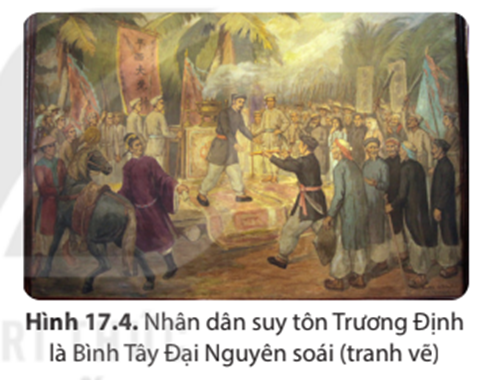 Hình 17.4. Nhân dân suy tôn Trương Định
là Bình Tây Đại Nguyên soái (tranh vẽ)